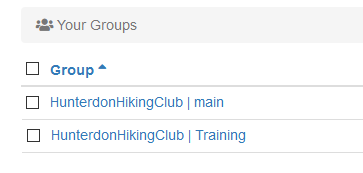 Your Groups
Group
HunterdonHikingClub | main
HunterdonHikingClub | Training